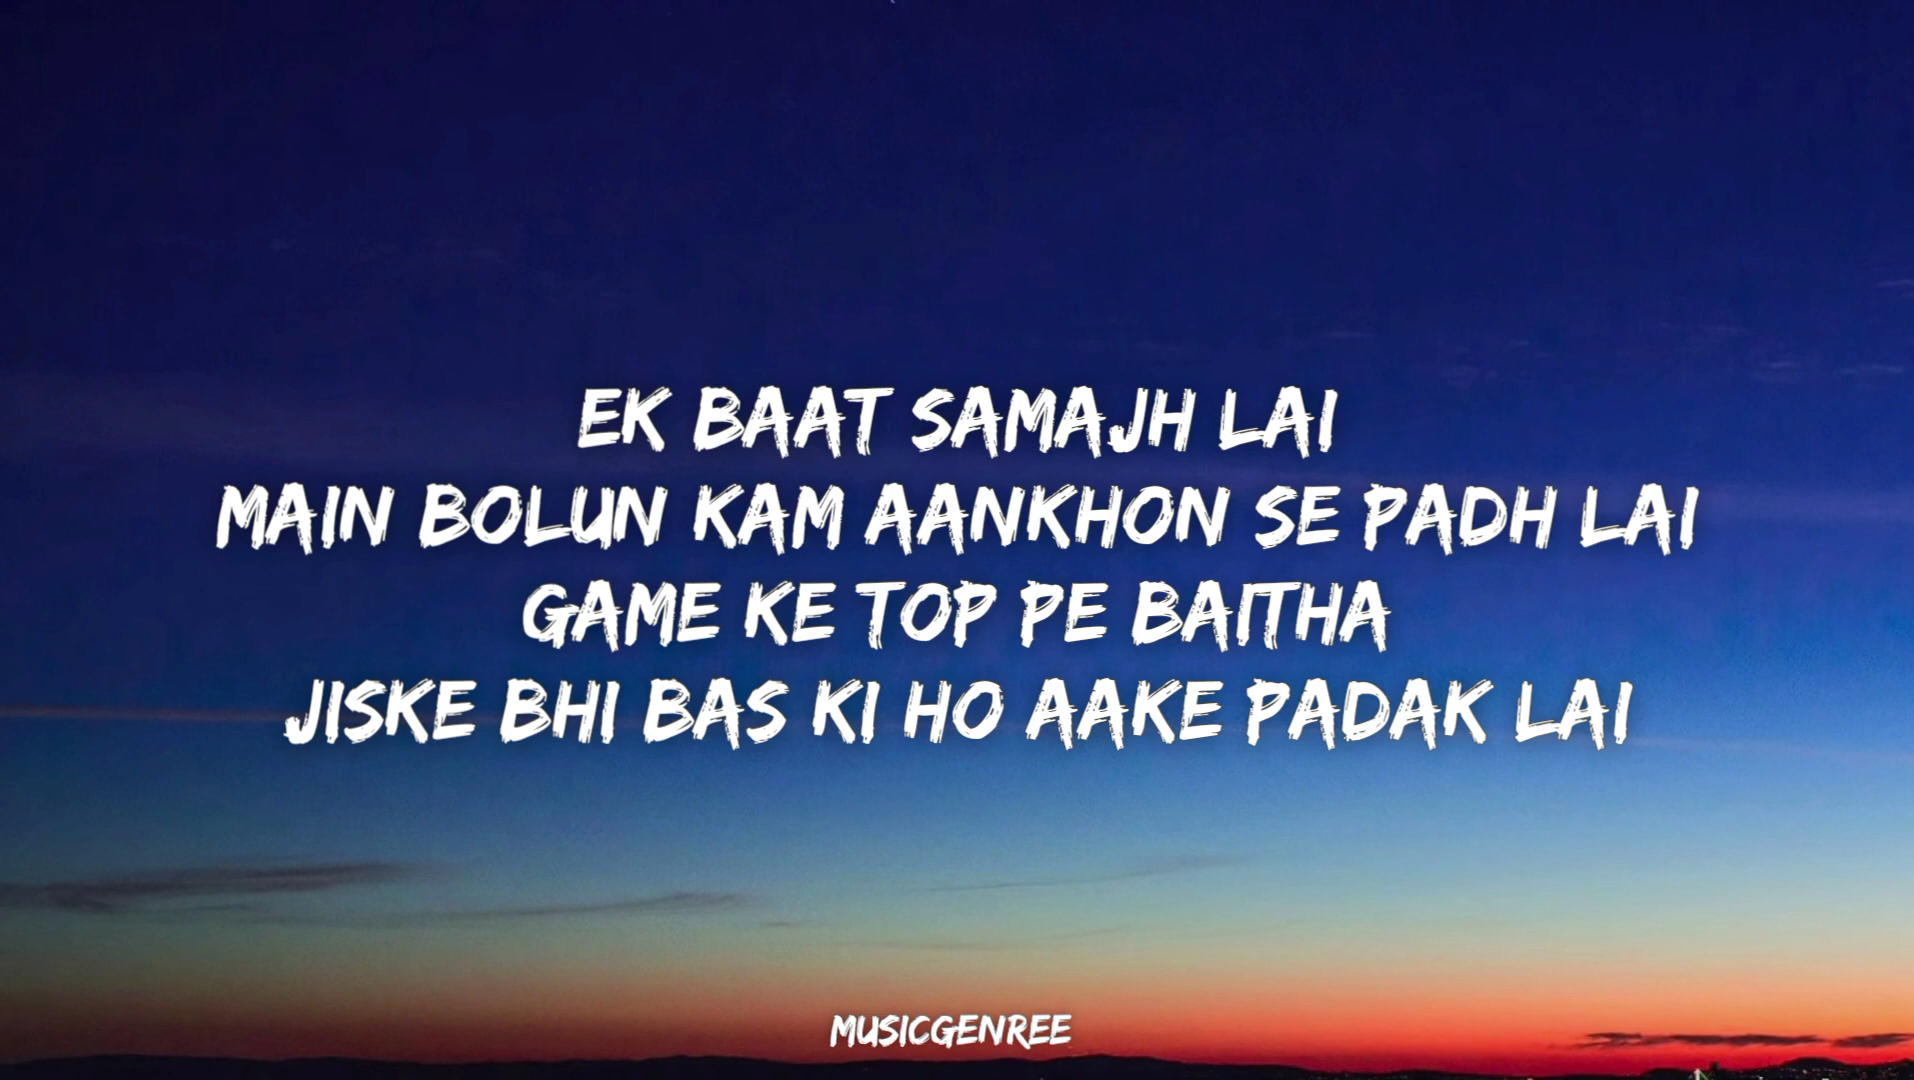 EK BAAT SAMAJH LAI
MAIN BOLUN KAM AANKHON SE PADH LAI
GAME KE TOP PE BAITHA
JISKE BHI BAS KI HO AAKE PADAK LAI
MUSICGENREE